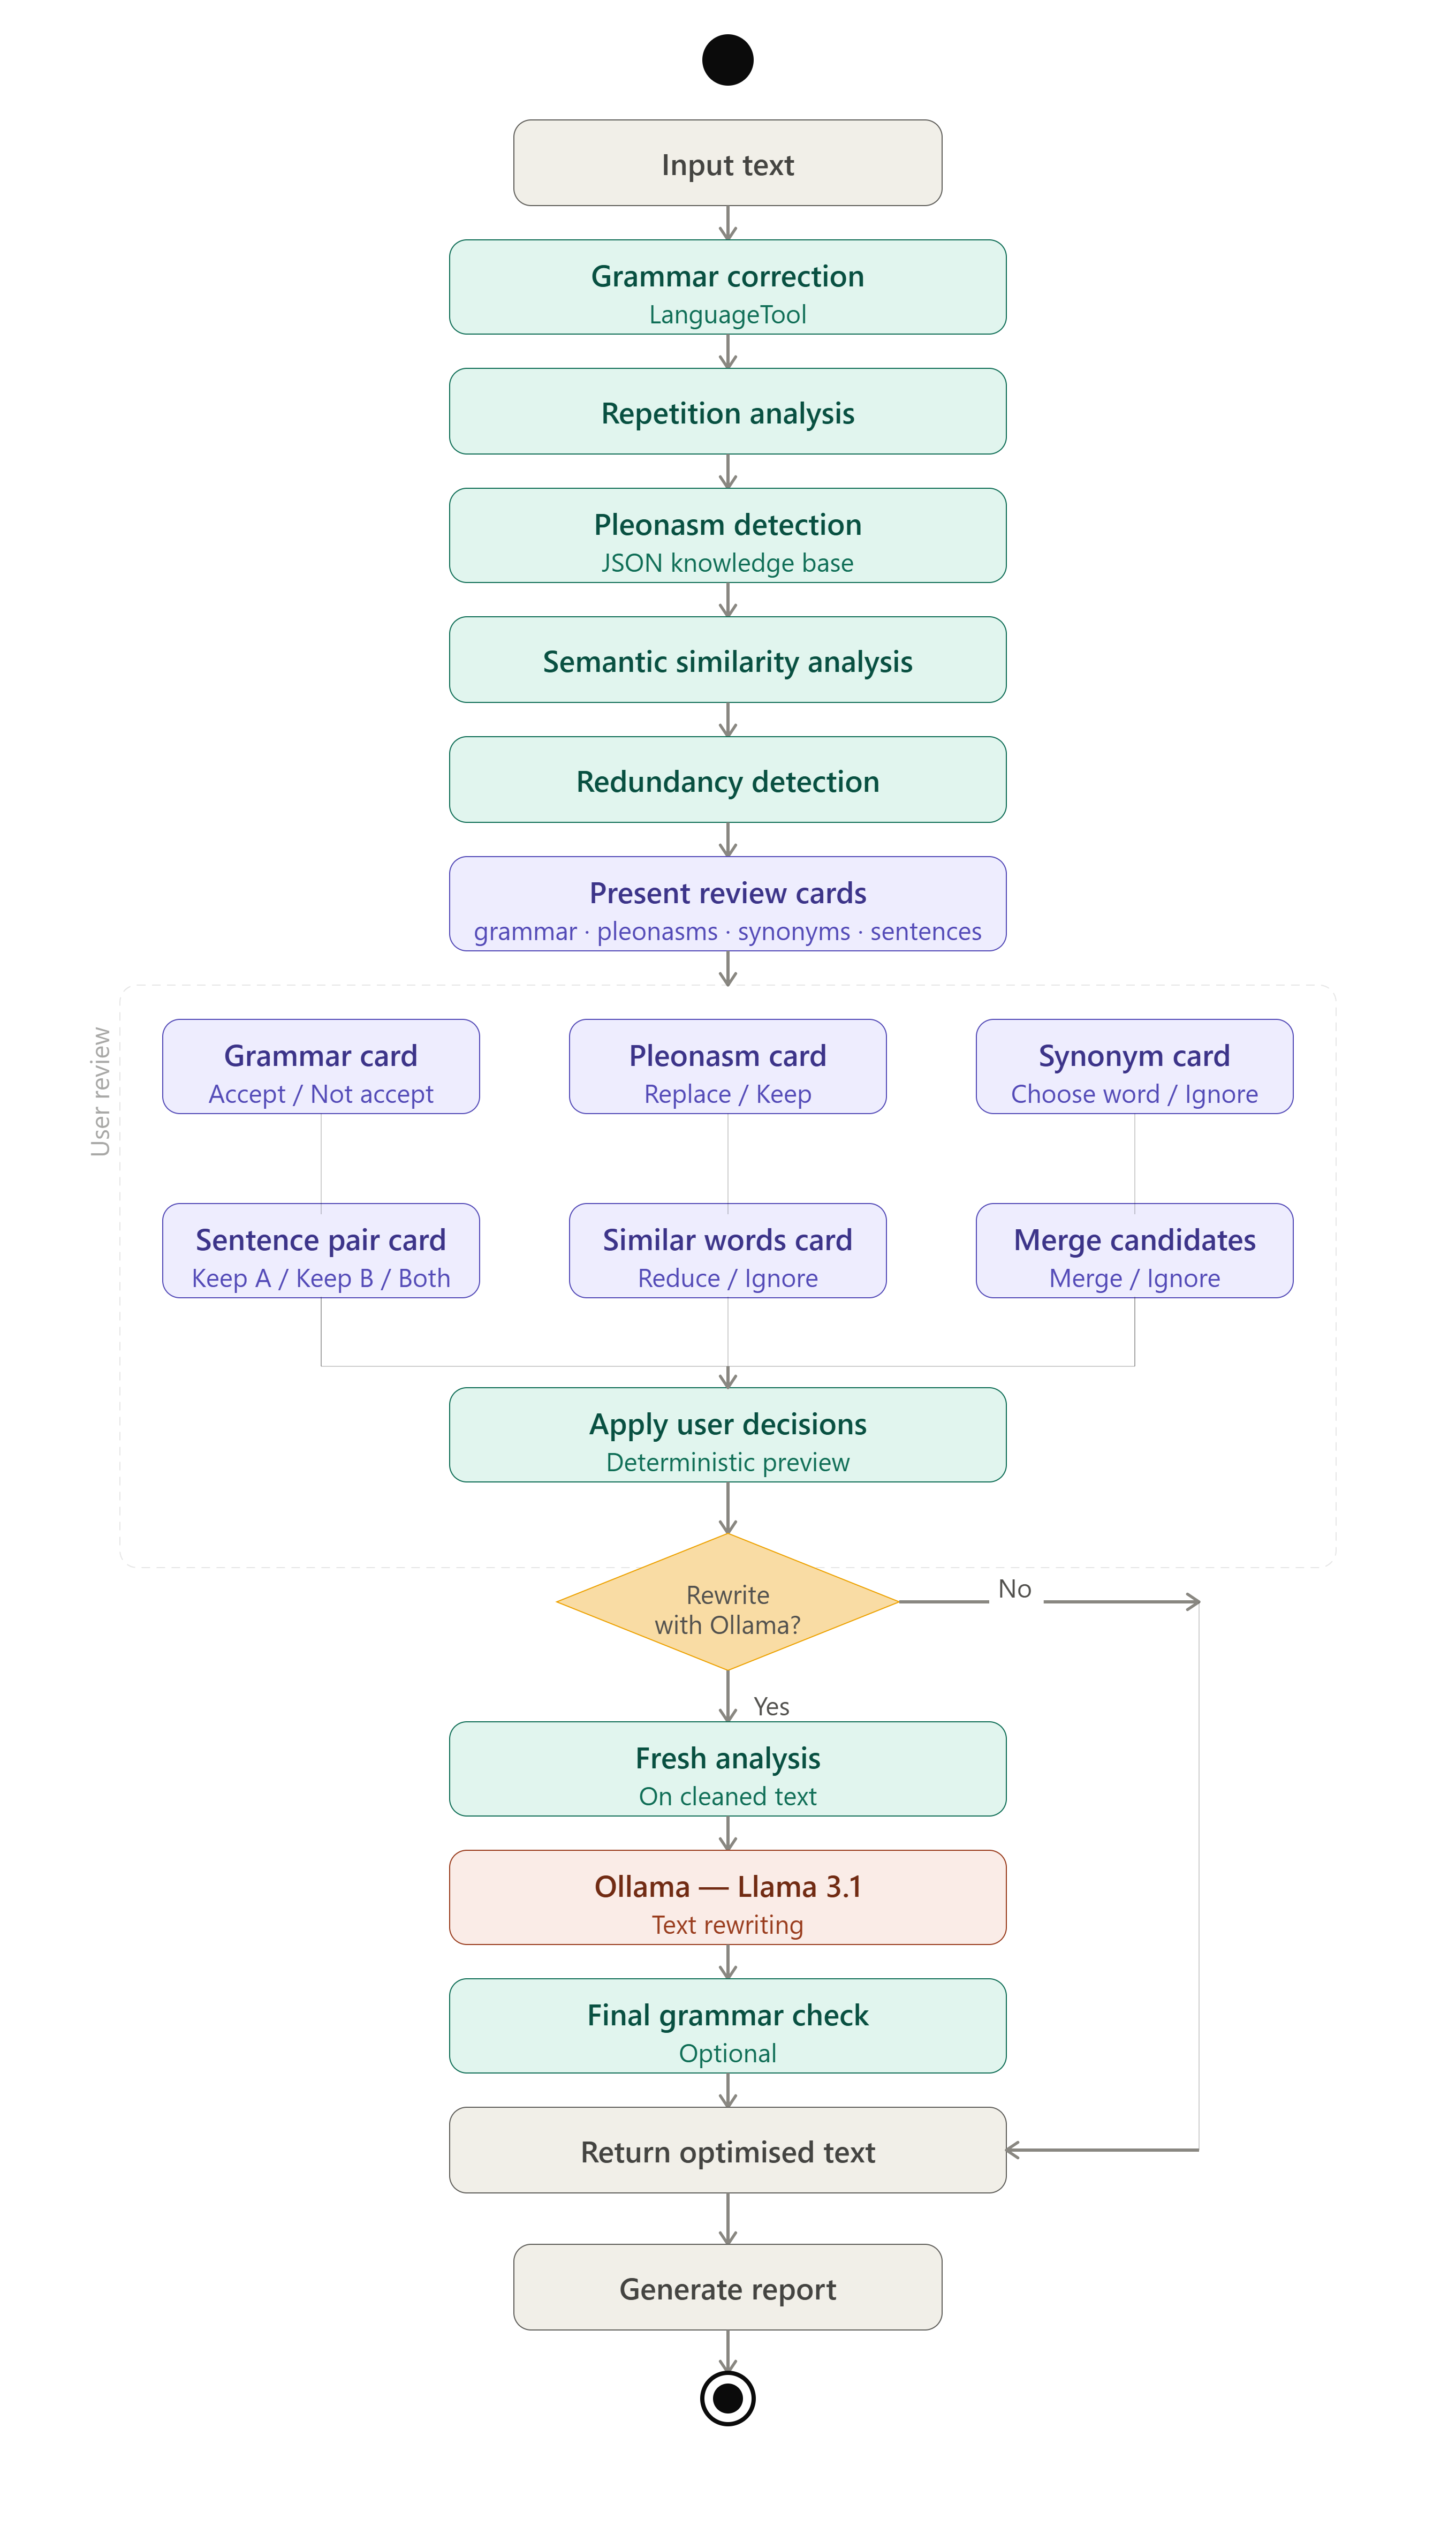 Input text
Grammar correction
LanguageTool
Repetition analysis
Pleonasm detection
JSON knowledge base
Semantic similarity analysis
Redundancy detection
Present review cards
grammar · pleonasms · synonyms · sentences
User review
Grammar card
Accept / Not accept
Pleonasm card
Replace / Keep
Synonym card
Choose word / Ignore
Sentence pair card
Keep A / Keep B / Both
Similar words card
Reduce / Ignore
Merge candidates
Merge / Ignore
Apply user decisions
Deterministic preview
Rewrite
with Ollama?
No
Yes
Fresh analysis
On cleaned text
Ollama — Llama 3.1
Text rewriting
Final grammar check
Optional
Return optimised text
Generate report